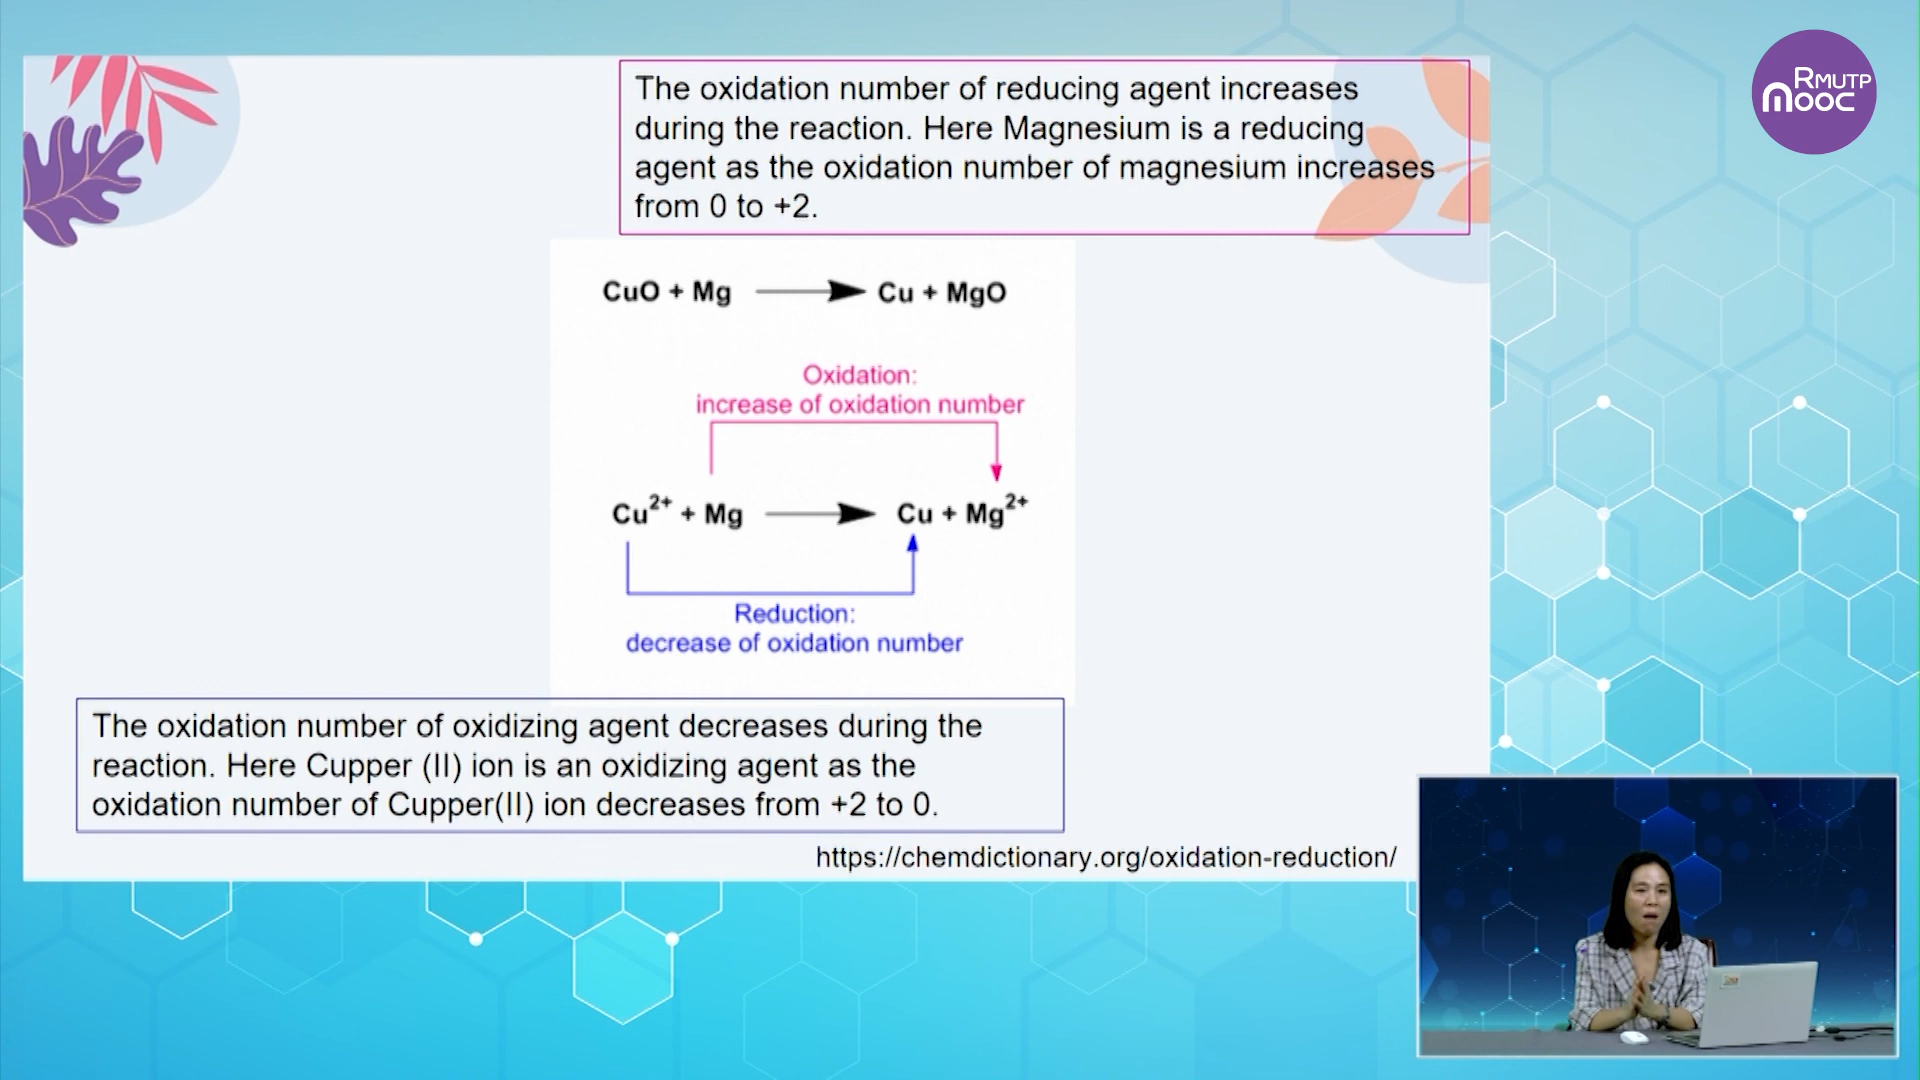 RMUTP
MOOC
The oxidation number of reducing agent increases
during the reaction. Here Magnesium is a reducing
agent as the oxidation number of magnesium increases
from 0 to +2.
CuO + Mg → Cu + MgO
Oxidation:
increase of oxidation number
Cu²⁺ + Mg → Cu + Mg²⁺
Reduction:
decrease of oxidation number
The oxidation number of oxidizing agent decreases during the
reaction. Here Cupper (II) ion is an oxidizing agent as the
oxidation number of Cupper(II) ion decreases from +2 to 0.
https://chemdictionary.org/oxidation-reduction/